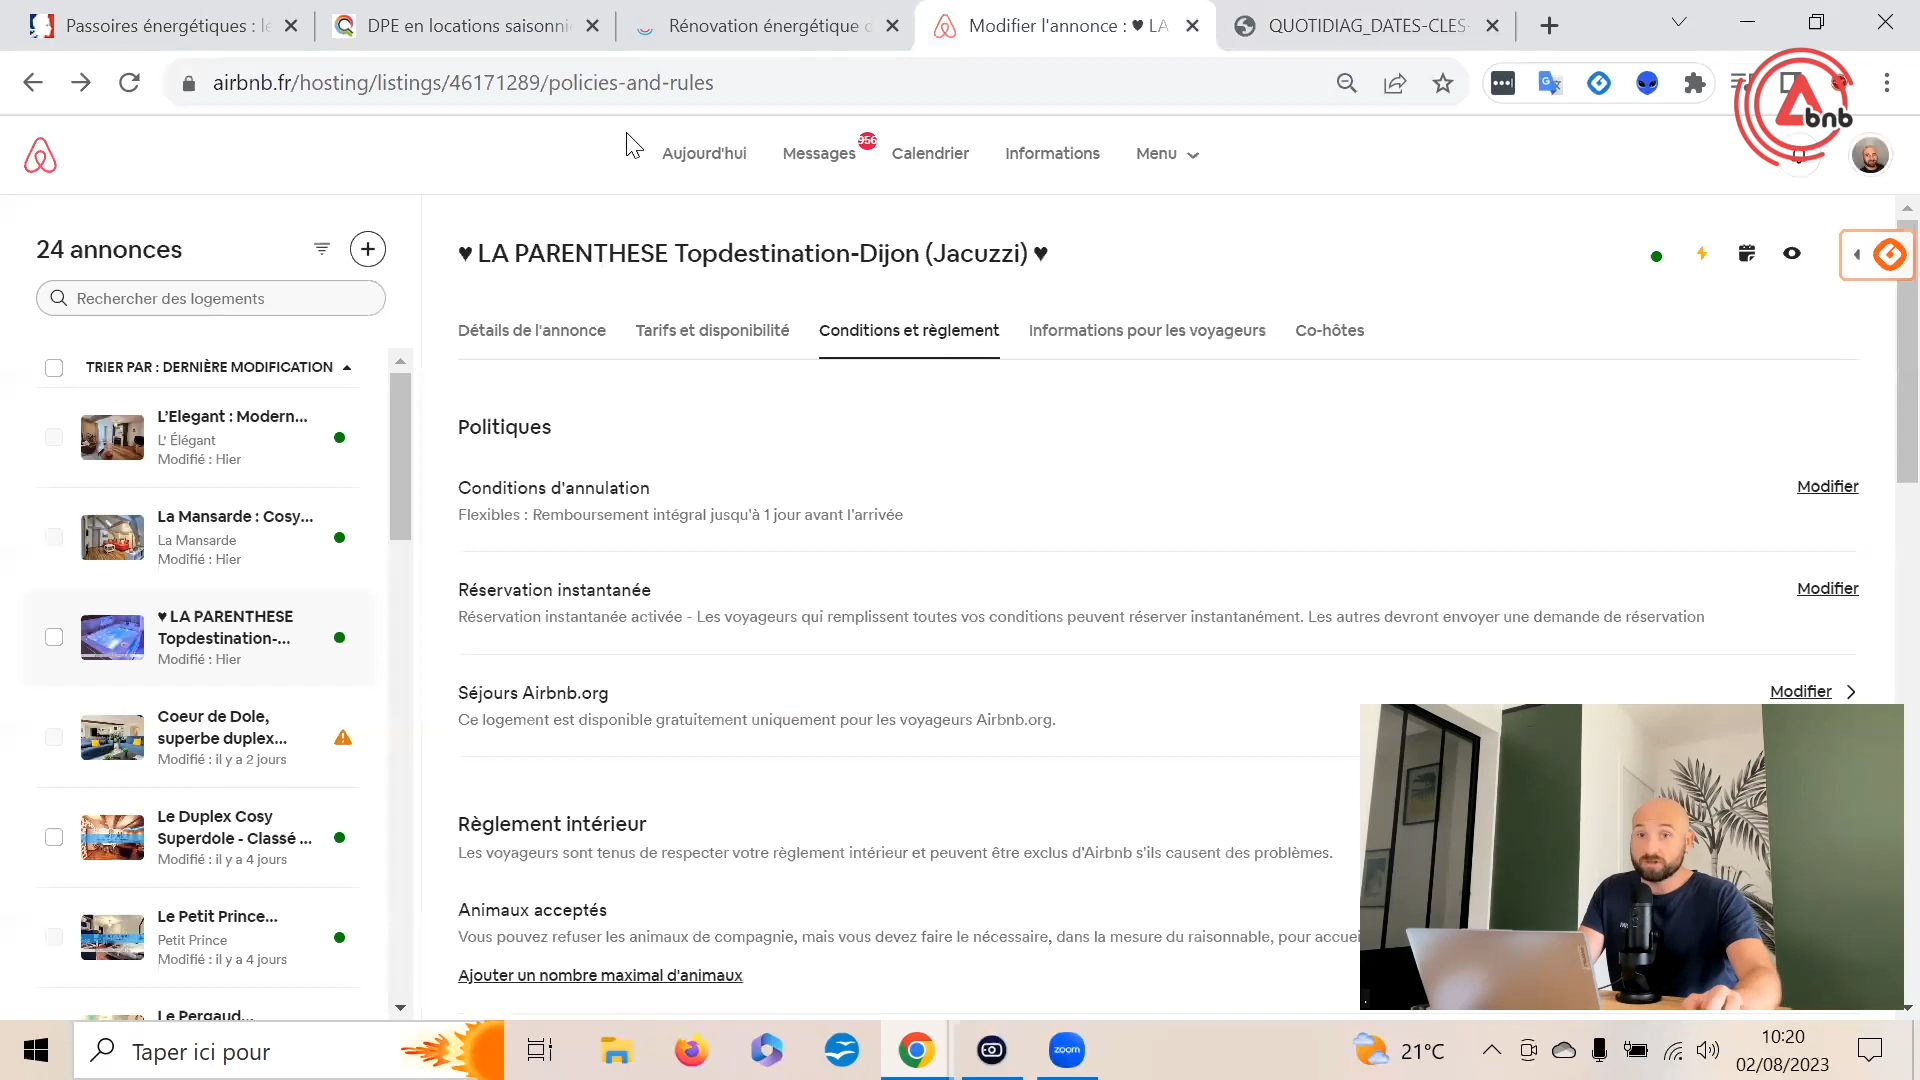 Passoires énergétiques : le
DPE en locations saisonni
Rénovation énergétique d
Modifier l'annonce : ♥ LA
QUOTIDIAG_DATES-CLES-
airbnb.fr/hosting/listings/46171289/policies-and-rules
bnb
Aujourd'hui
Messages
956
Calendrier
Informations
Menu
24 annonces
Rechercher des logements
TRIER PAR : DERNIÈRE MODIFICATION
L'Elegant : Modern...
L' Élégant
Modifié : Hier
La Mansarde : Cosy...
La Mansarde
Modifié : Hier
♥ LA PARENTHESE
Topdestination-...
Modifié : Hier
Coeur de Dole,
superbe duplex...
Modifié : il y a 2 jours
Le Duplex Cosy
Superdole - Classé ...
Modifié : il y a 4 jours
Le Petit Prince...
Petit Prince
Modifié : il y a 4 jours
Le Pergaud...
♥ LA PARENTHESE Topdestination-Dijon (Jacuzzi) ♥
Détails de l'annonce
Tarifs et disponibilité
Conditions et règlement
Informations pour les voyageurs
Co-hôtes
Politiques
Conditions d'annulation
Modifier
Flexibles : Remboursement intégral jusqu'à 1 jour avant l'arrivée
Réservation instantanée
Modifier
Réservation instantanée activée - Les voyageurs qui remplissent toutes vos conditions peuvent réserver instantanément. Les autres devront envoyer une demande de réservation
Séjours Airbnb.org
Modifier
Ce logement est disponible gratuitement uniquement pour les voyageurs Airbnb.org.
Règlement intérieur
Les voyageurs sont tenus de respecter votre règlement intérieur et peuvent être exclus d'Airbnb s'ils causent des problèmes.
Animaux acceptés
Vous pouvez refuser les animaux de compagnie, mais vous devez faire le nécessaire, dans la mesure du raisonnable, pour accuei
Ajouter un nombre maximal d'animaux
Taper ici pour
zoom
21°C
10:20
02/08/2023